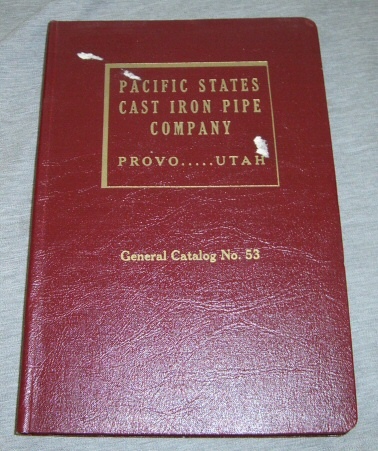 PACIFIC STATES
CAST IRON PIPE
COMPANY
PROVO.....UTAH
General Catalog No. 53